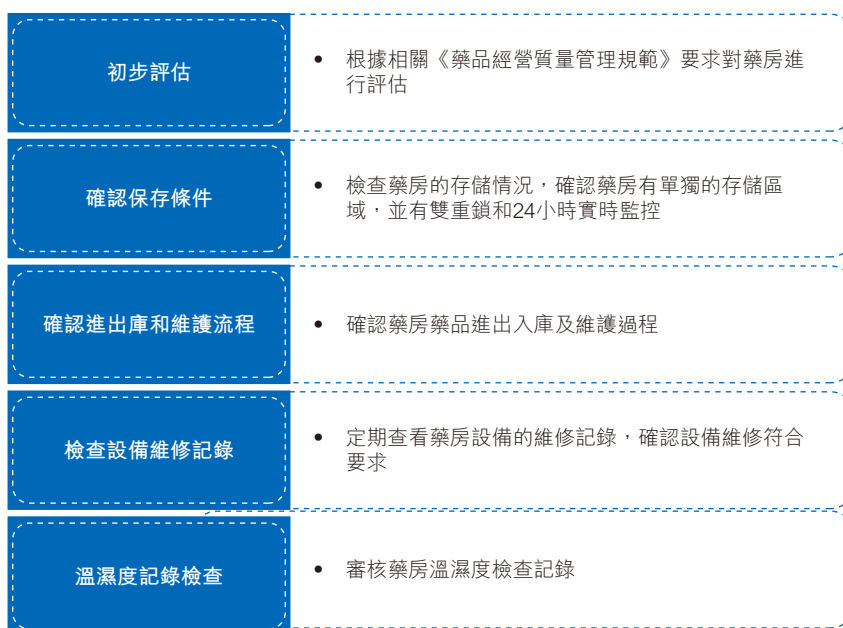 初步評估
• 根據相關《藥品經營質量管理規範》要求對藥房進
行評估
確認保存條件
• 檢查藥房的存儲情況，確認藥房有單獨的存儲區
域，並有雙重鎖和24小時實時監控
確認進出庫和維護流程
• 確認藥房藥品進出入庫及維護過程
檢查設備維修記錄
• 定期查看藥房設備的維修記錄，確認設備維修符合
要求
溫濕度記錄檢查
• 審核藥房溫濕度檢查記錄